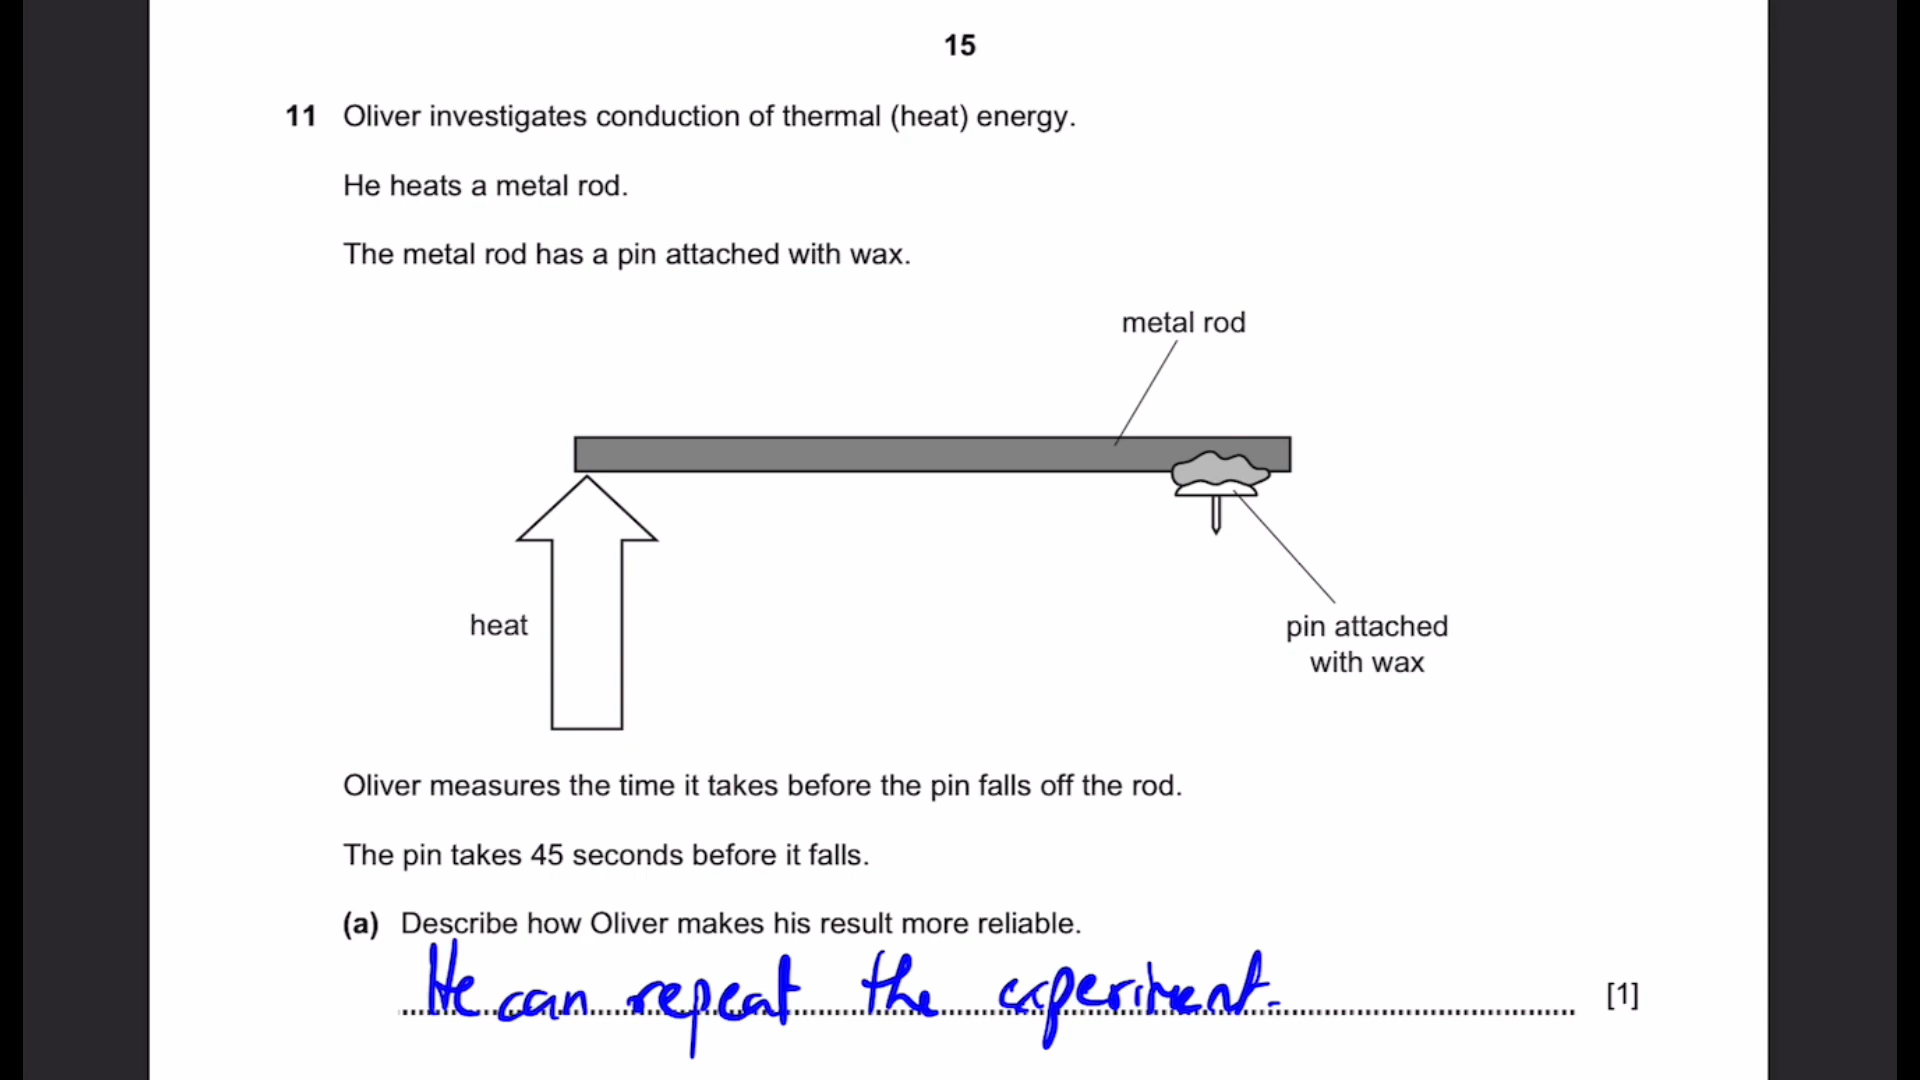 15
11 Oliver investigates conduction of thermal (heat) energy.
He heats a metal rod.
The metal rod has a pin attached with wax.
metal rod
heat
pin attached
with wax
Oliver measures the time it takes before the pin falls off the rod.
The pin takes 45 seconds before it falls.
(a) Describe how Oliver makes his result more reliable.
He can repeat the experiment. [1]